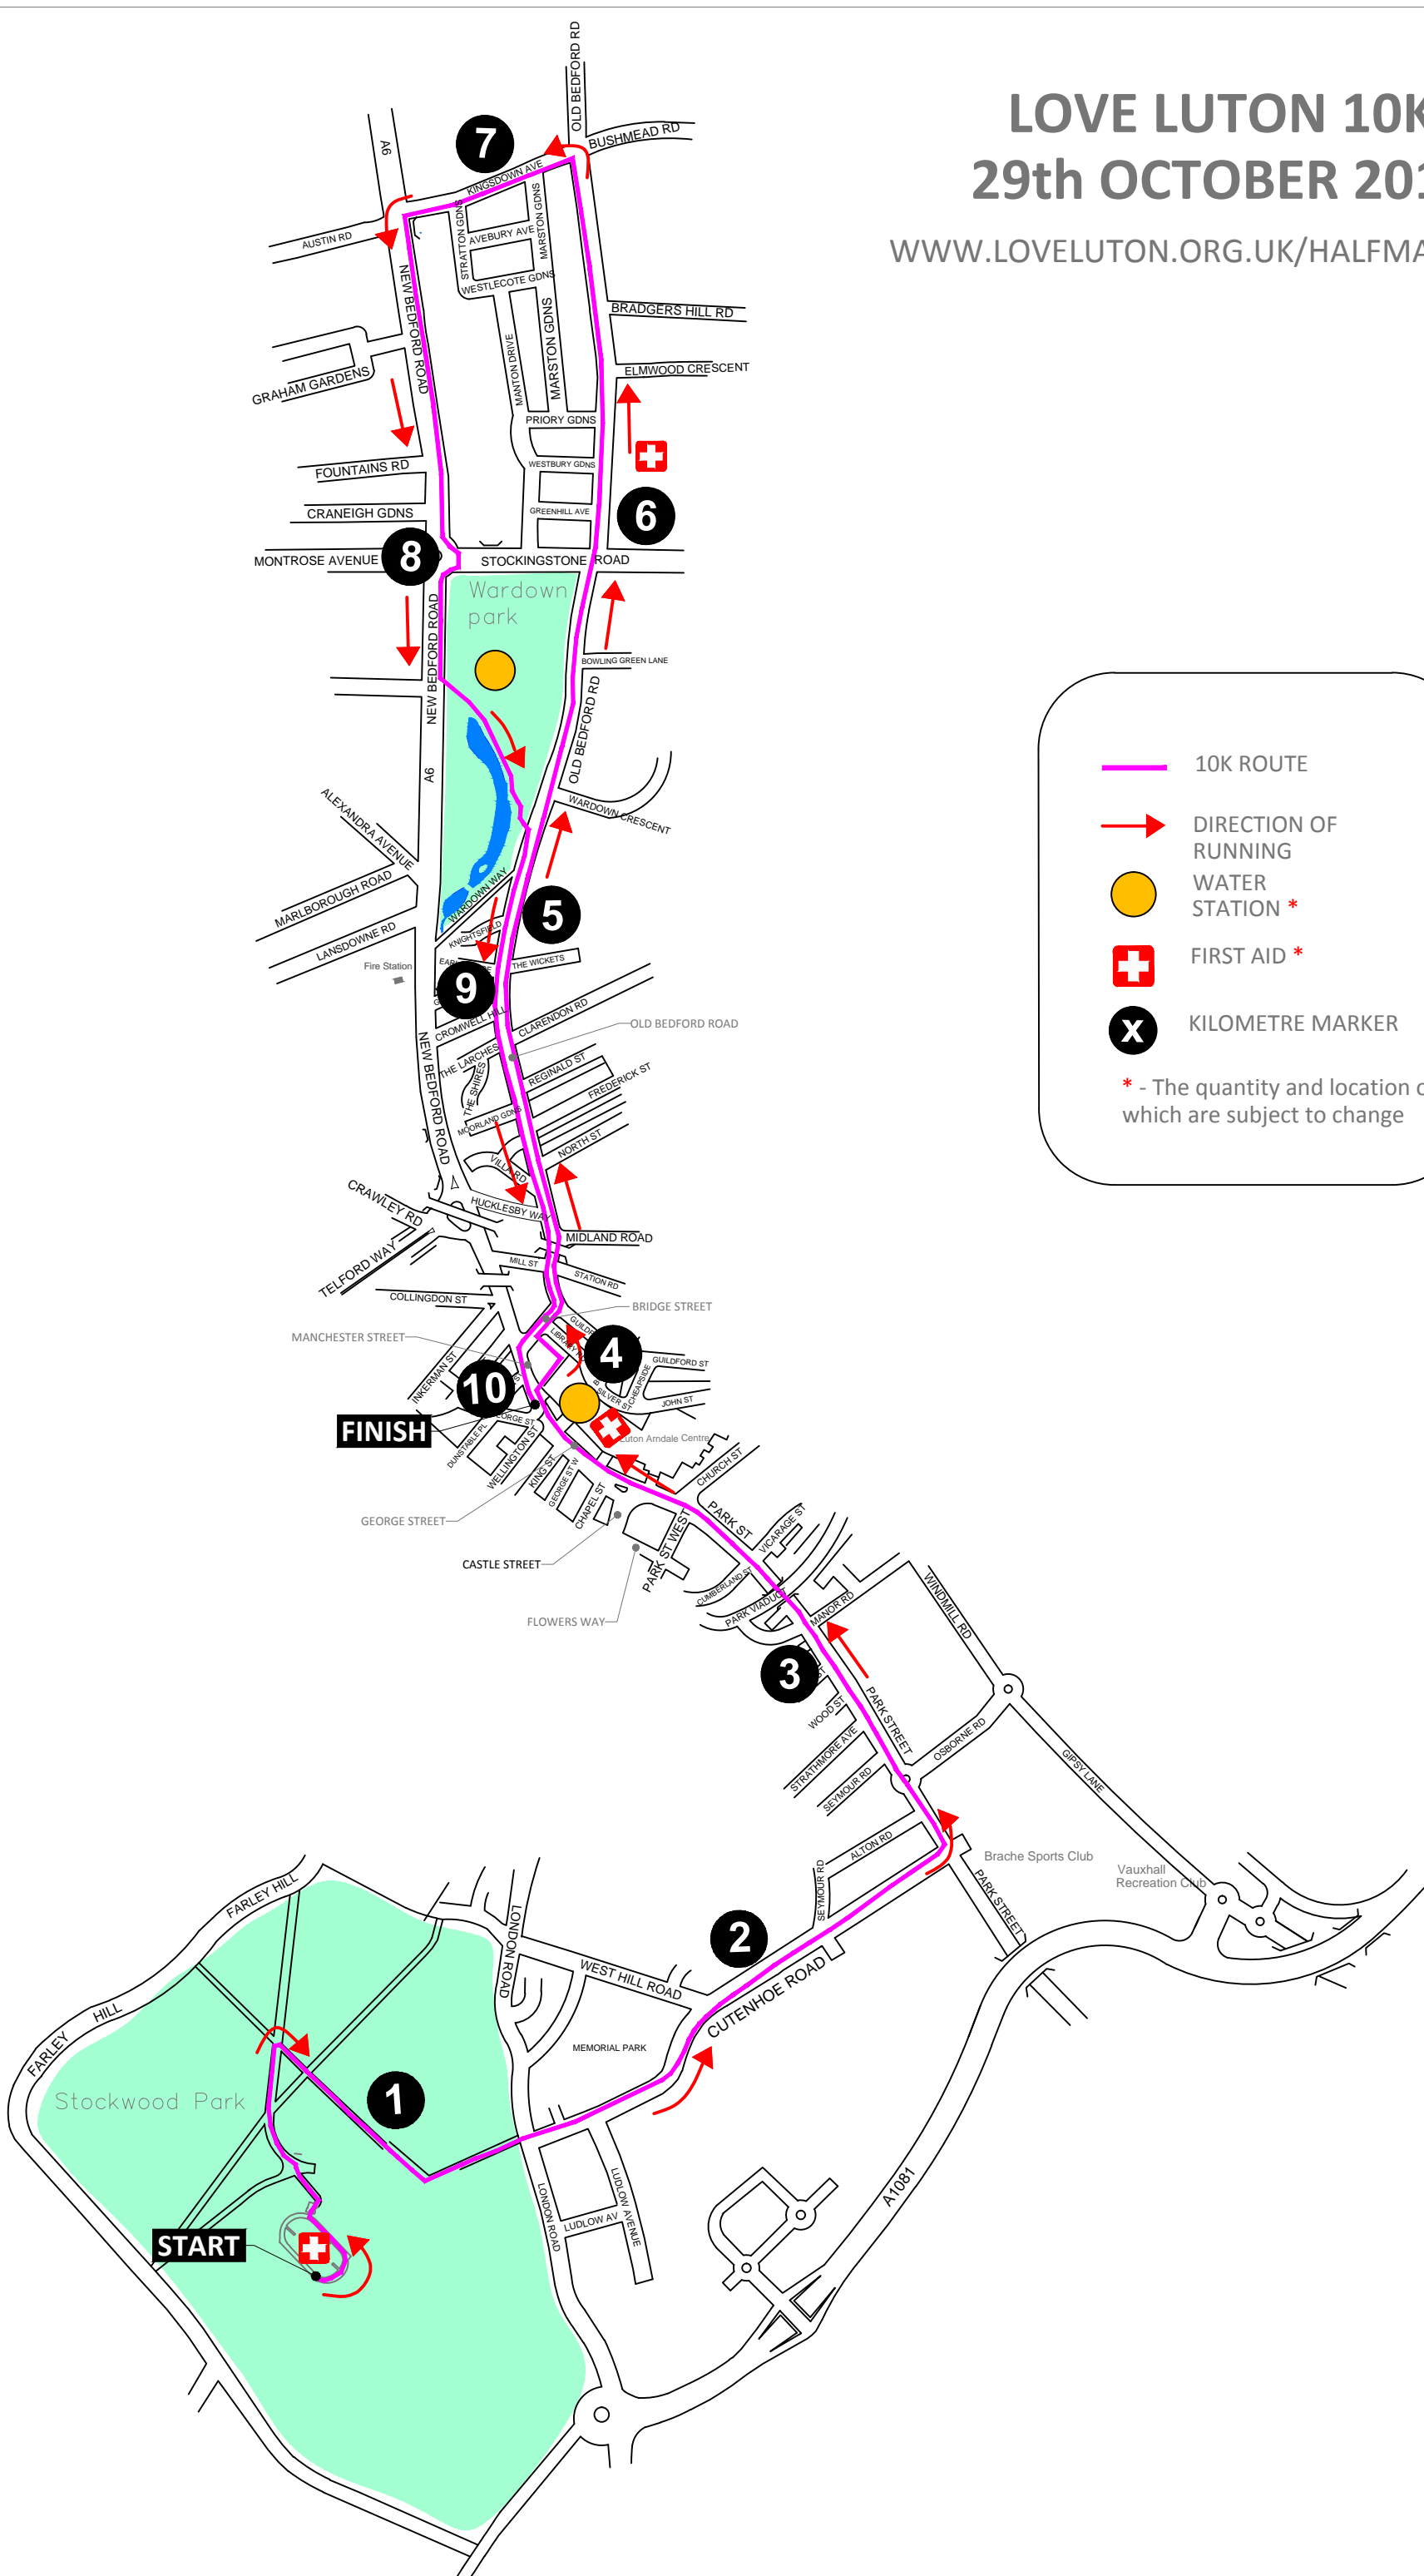 LOVE LUTON 10K
29th OCTOBER 201
WWW.LOVELUTON.ORG.UK/HALFMA
OLD BEDFORD RD
BUSHMEAD RD
A6
7
KINGSDOWN AVE
AUSTIN RD
STRATTON GDNS
AVEBURY AVE
MARSTON GDNS
WESTLECOTE GDNS
NEW BEDFORD ROAD
BRADGERS HILL RD
MANTON DRIVE
MARSTON GDNS
ELMWOOD CRESCENT
GRAHAM GARDENS
PRIORY GDNS
FOUNTAINS RD
WESTBURY GDNS
CRANEIGH GDNS
GREENHILL AVE
6
MONTROSE AVENUE
8
STOCKINGSTONE ROAD
Wardown
park
NEW BEDFORD ROAD
BOWLING GREEN LANE
OLD BEDFORD RD
A6
WARDOWN CRESCENT
ALEXANDRA AVENUE
MARLBOROUGH ROAD
LANSDOWNE RD
WARDOWN WAY
5
KNIGHTSFIELD
THE WICKETS
Fire Station
9
CROMWELL HILL
CLARENDON RD
OLD BEDFORD ROAD
THE LARCHES
THE SHIRES
REGINALD ST
FREDERICK ST
NEW BEDFORD ROAD
MOORLAND GDNS
NORTH ST
VILLA RD
CRAWLEY RD
HUCKLESBY WAY
MIDLAND ROAD
TELFORD WAY
MILL ST
STATION RD
COLLINGDON ST
BRIDGE STREET
MANCHESTER STREET
4
GUILDFORD ST
INKERMAN ST
CHEAPSIDE
SILVER ST
JOHN ST
10
FINISH
DUNSTABLE PL
WELLINGTON ST
KING ST
GEORGE ST W
CHAPEL ST
Luton Arndale Centre
CHURCH ST
PARK ST
VICARAGE ST
GEORGE STREET
CASTLE STREET
PARK ST WEST
FLOWERS WAY
CUMBERLAND ST
PARK VIADUCT
MANOR RD
WINDMILL RD
3
WOOD ST
PARK STREET
STRATHMORE AVE
SEYMOUR RD
OSBORNE RD
GIPSY LANE
ALTON RD
SEYMOUR RD
Brache Sports Club
Vauxhall
Recreation Club
PARK STREET
FARLEY HILL
LONDON ROAD
2
WEST HILL ROAD
CUTENHOE ROAD
FARLEY HILL
MEMORIAL PARK
Stockwood Park
1
LUDLOW AVENUE
LUDLOW AV
LONDON ROAD
A1081
START
10K ROUTE
DIRECTION OF
RUNNING
WATER
STATION *
FIRST AID *
X
KILOMETRE MARKER
* - The quantity and location o
which are subject to change